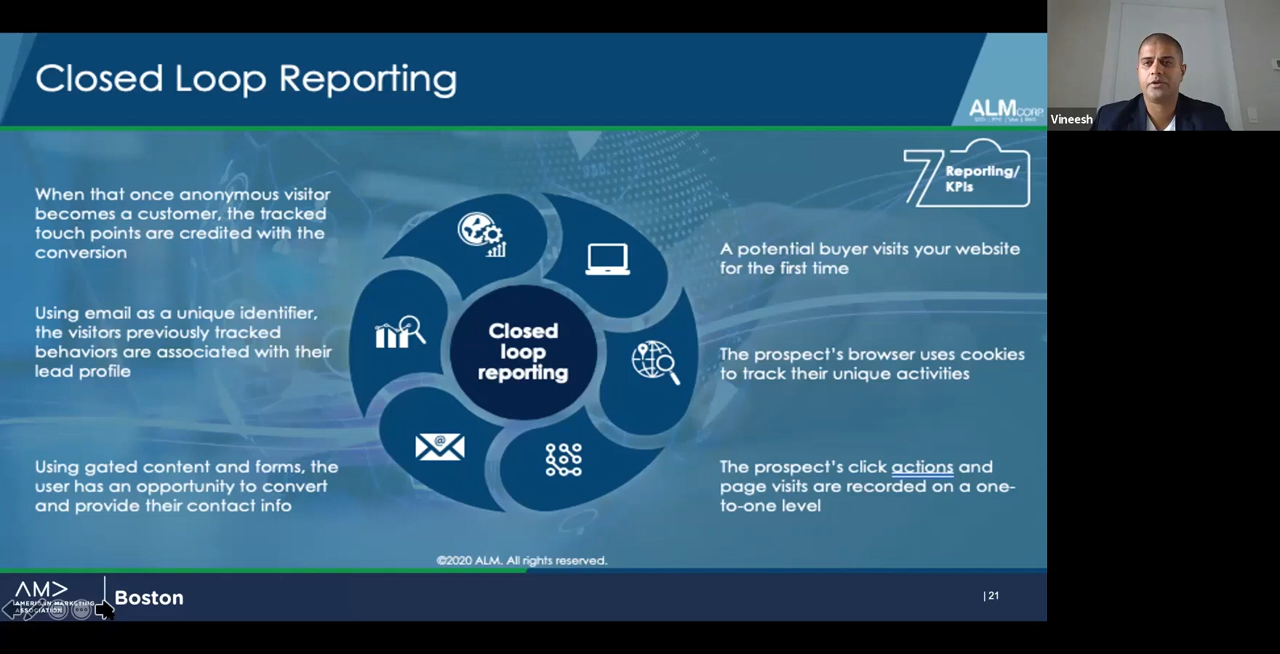 Closed Loop Reporting
ALMCORP
Vineesh
7
Reporting/
KPIs
When that once anonymous visitor
becomes a customer, the tracked
touch points are credited with the
conversion
Using email as a unique identifier,
the visitors previously tracked
behaviors are associated with their
lead profile
Using gated content and forms, the
user has an opportunity to convert
and provide their contact info
Closed
loop
reporting
@
A potential buyer visits your website
for the first time
The prospect's browser uses cookies
to track their unique activities
The prospect's click actions and
page visits are recorded on a one-
to-one level
©2020 ALM. All rights reserved.
AMA
AMERICAN MARKETING
ASSOCIATION
Boston
| 21